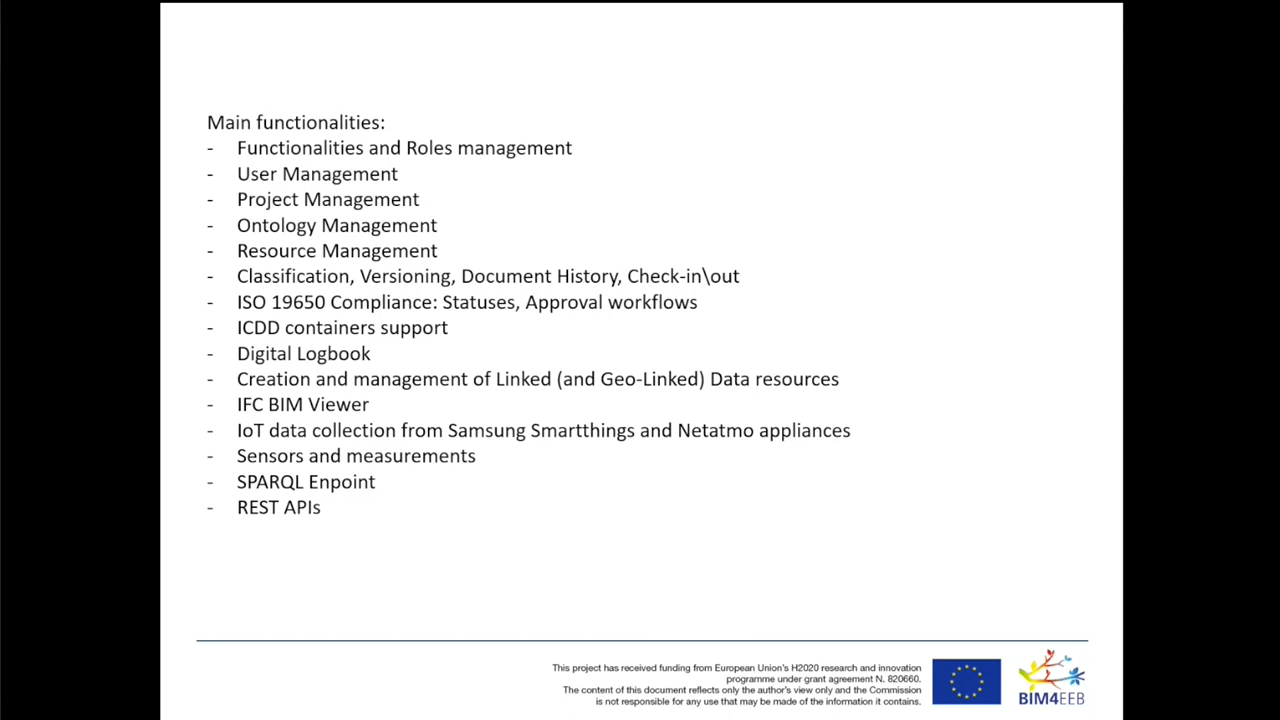 Main functionalities:
- Functionalities and Roles management
- User Management
- Project Management
- Ontology Management
- Resource Management
- Classification, Versioning, Document History, Check-in\out
- ISO 19650 Compliance: Statuses, Approval workflows
- ICDD containers support
- Digital Logbook
- Creation and management of Linked (and Geo-Linked) Data resources
- IFC BIM Viewer
- IoT data collection from Samsung Smartthings and Netatmo appliances
- Sensors and measurements
- SPARQL Enpoint
- REST APIs
This project has received funding from European Union's H2020 research and innovation
programme under grant agreement N. 820660.
The content of this document reflects only the author's view only and the Commission
is not responsible for any use that may be made of the information it contains.
BIM4EEB